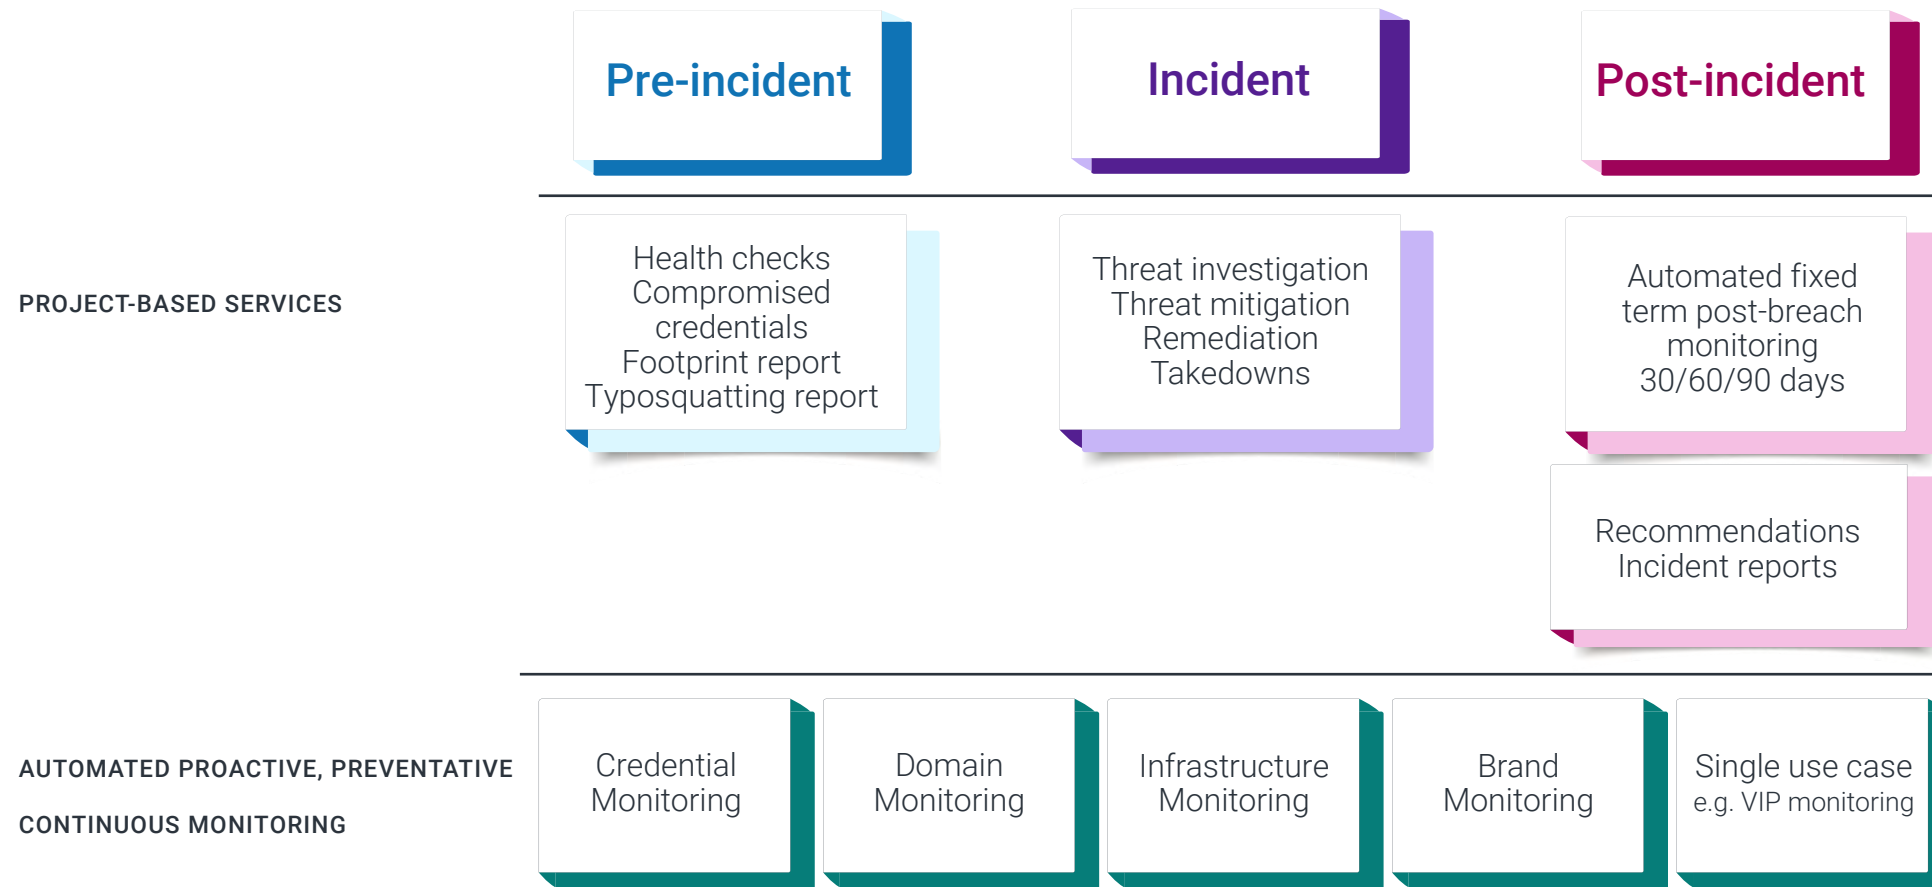 Pre-incident
Incident
Post-incident
PROJECT-BASED SERVICES
Health checks
Compromised
credentials
Footprint report
Typosquatting report
Threat investigation
Threat mitigation
Remediation
Takedowns
Automated fixed
term post-breach
monitoring
30/60/90 days
Recommendations
Incident reports
AUTOMATED PROACTIVE, PREVENTATIVE
CONTINUOUS MONITORING
Credential
Monitoring
Domain
Monitoring
Infrastructure
Monitoring
Brand
Monitoring
Single use case
e.g. VIP monitoring